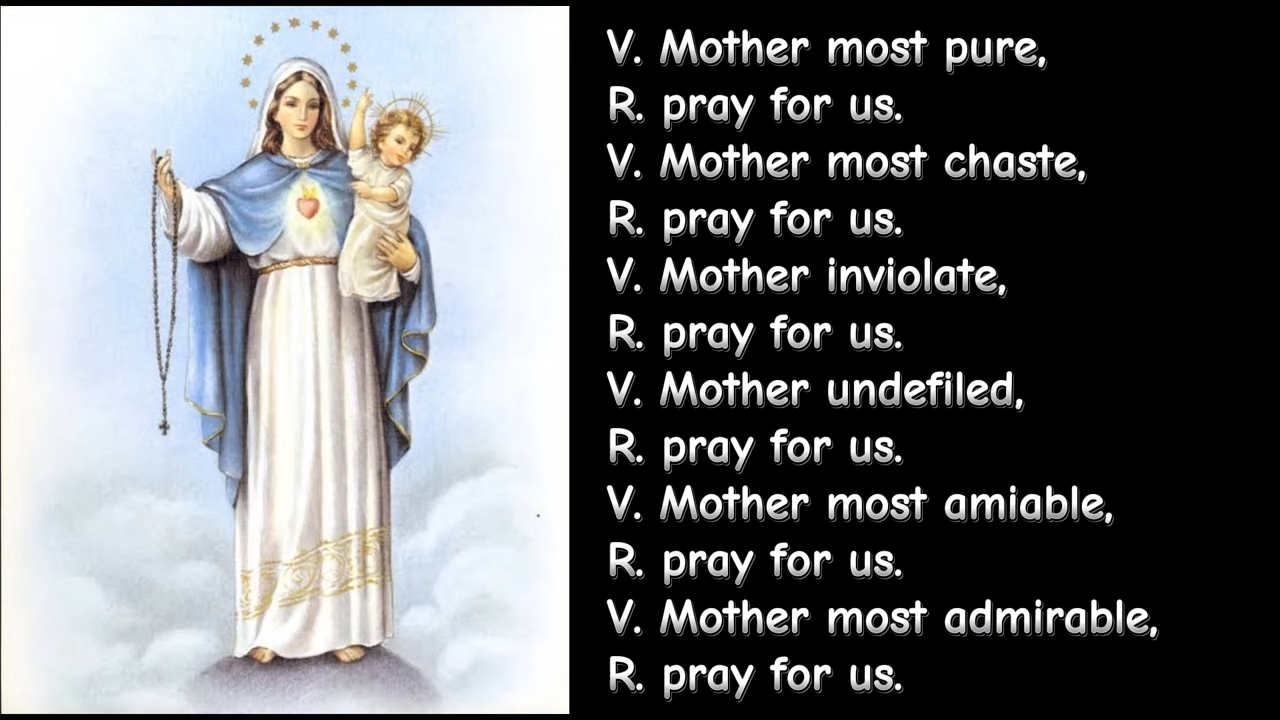 V. Mother most pure,
R. pray for us.
V. Mother most chaste,
R. pray for us.
V. Mother inviolate,
R. pray for us.
V. Mother undefiled,
R. pray for us.
V. Mother most amiable,
R. pray for us.
V. Mother most admirable,
R. pray for us.